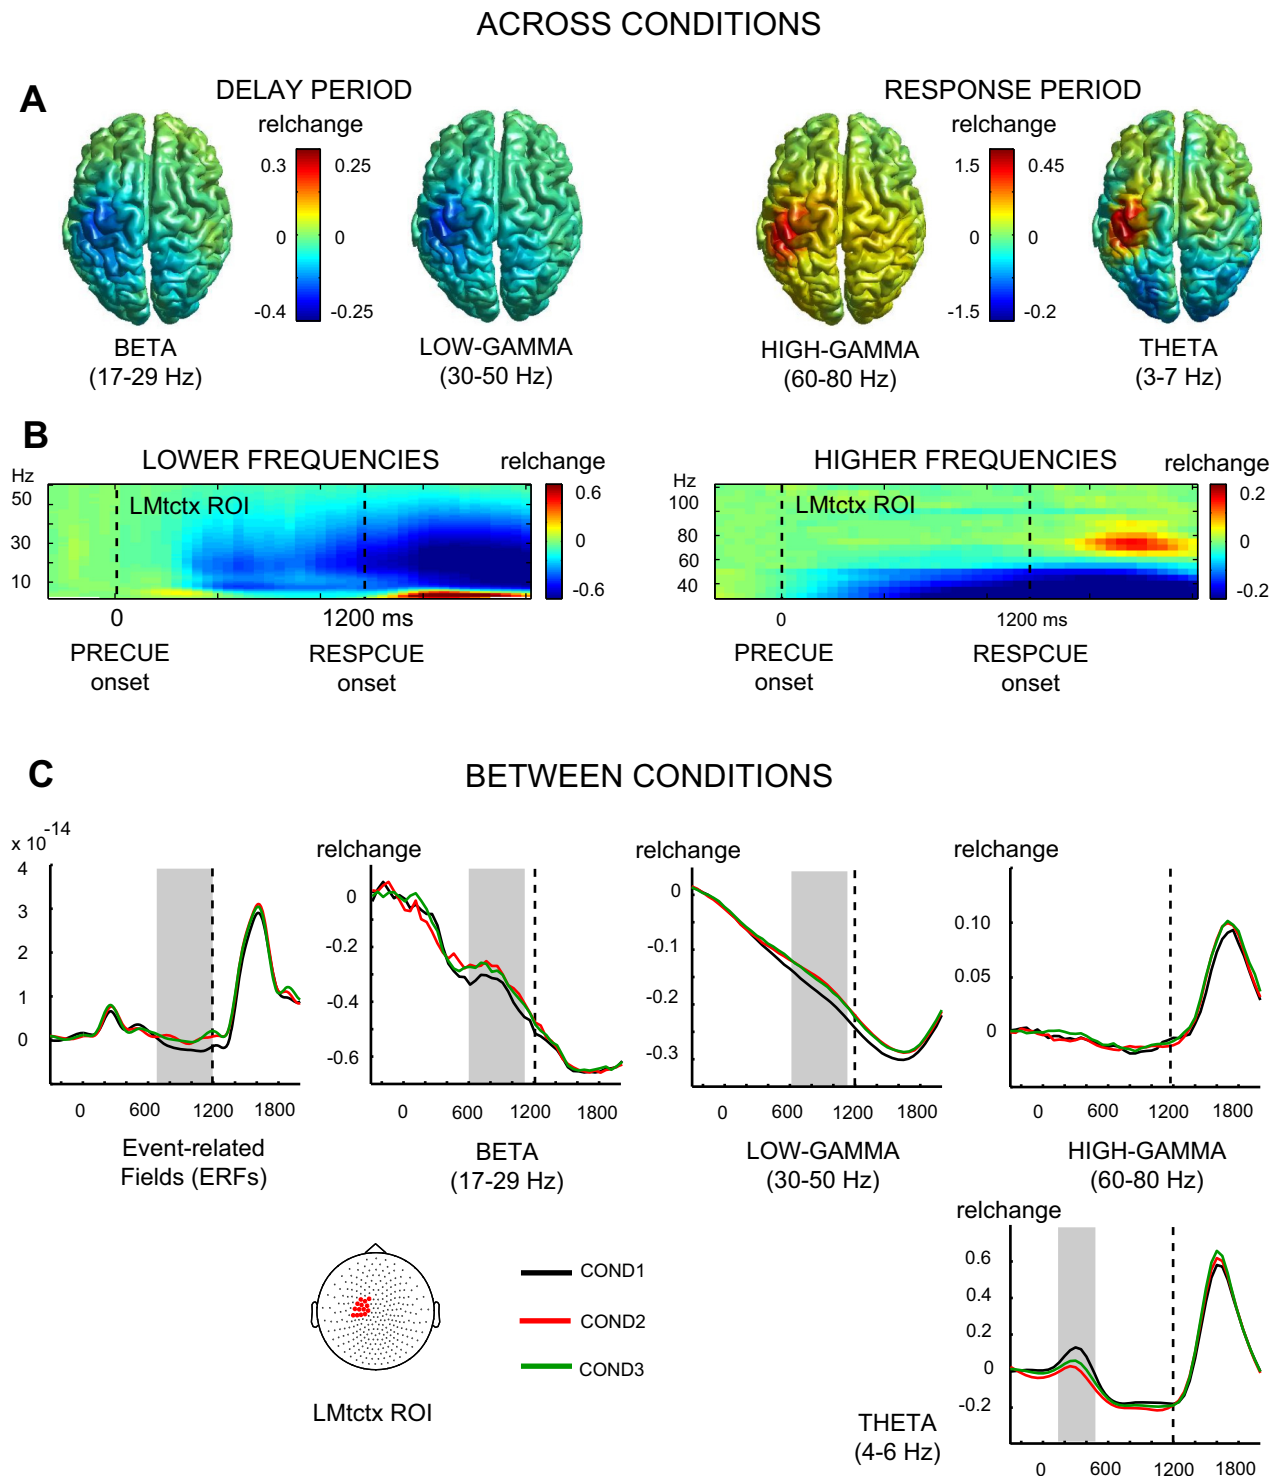 ACROSS CONDITIONS
A
DELAY PERIOD
RESPONSE PERIOD
relchange
relchange
0.3
0.25
0
0
-0.4
-0.25
1.5
0.45
0
0
-1.5
-0.2
BETA
(17-29 Hz)
LOW-GAMMA
(30-50 Hz)
HIGH-GAMMA
(60-80 Hz)
THETA
(3-7 Hz)
B
LOWER FREQUENCIES
relchange
Hz
50
30
10
LMtctx ROI
0.6
0
-0.6
0
1200 ms
PRECUE
onset
RESPCUE
onset
HIGHER FREQUENCIES
relchange
Hz
100
80
60
40
LMtctx ROI
0.2
0
-0.2
0
1200 ms
PRECUE
onset
RESPCUE
onset
C
BETWEEN CONDITIONS
x 10-14
4
3
2
1
0
0 600 1200 1800
Event-related
Fields (ERFs)
relchange
0
-0.2
-0.4
-0.6
0 600 1200 1800
BETA
(17-29 Hz)
relchange
0
-0.1
-0.2
-0.3
0 600 1200 1800
LOW-GAMMA
(30-50 Hz)
relchange
0.10
0.05
0
0 600 1200 1800
HIGH-GAMMA
(60-80 Hz)
LMtctx ROI
COND1
COND2
COND3
relchange
0.6
0.4
0.2
0
-0.2
0 600 1200 1800
THETA
(4-6 Hz)